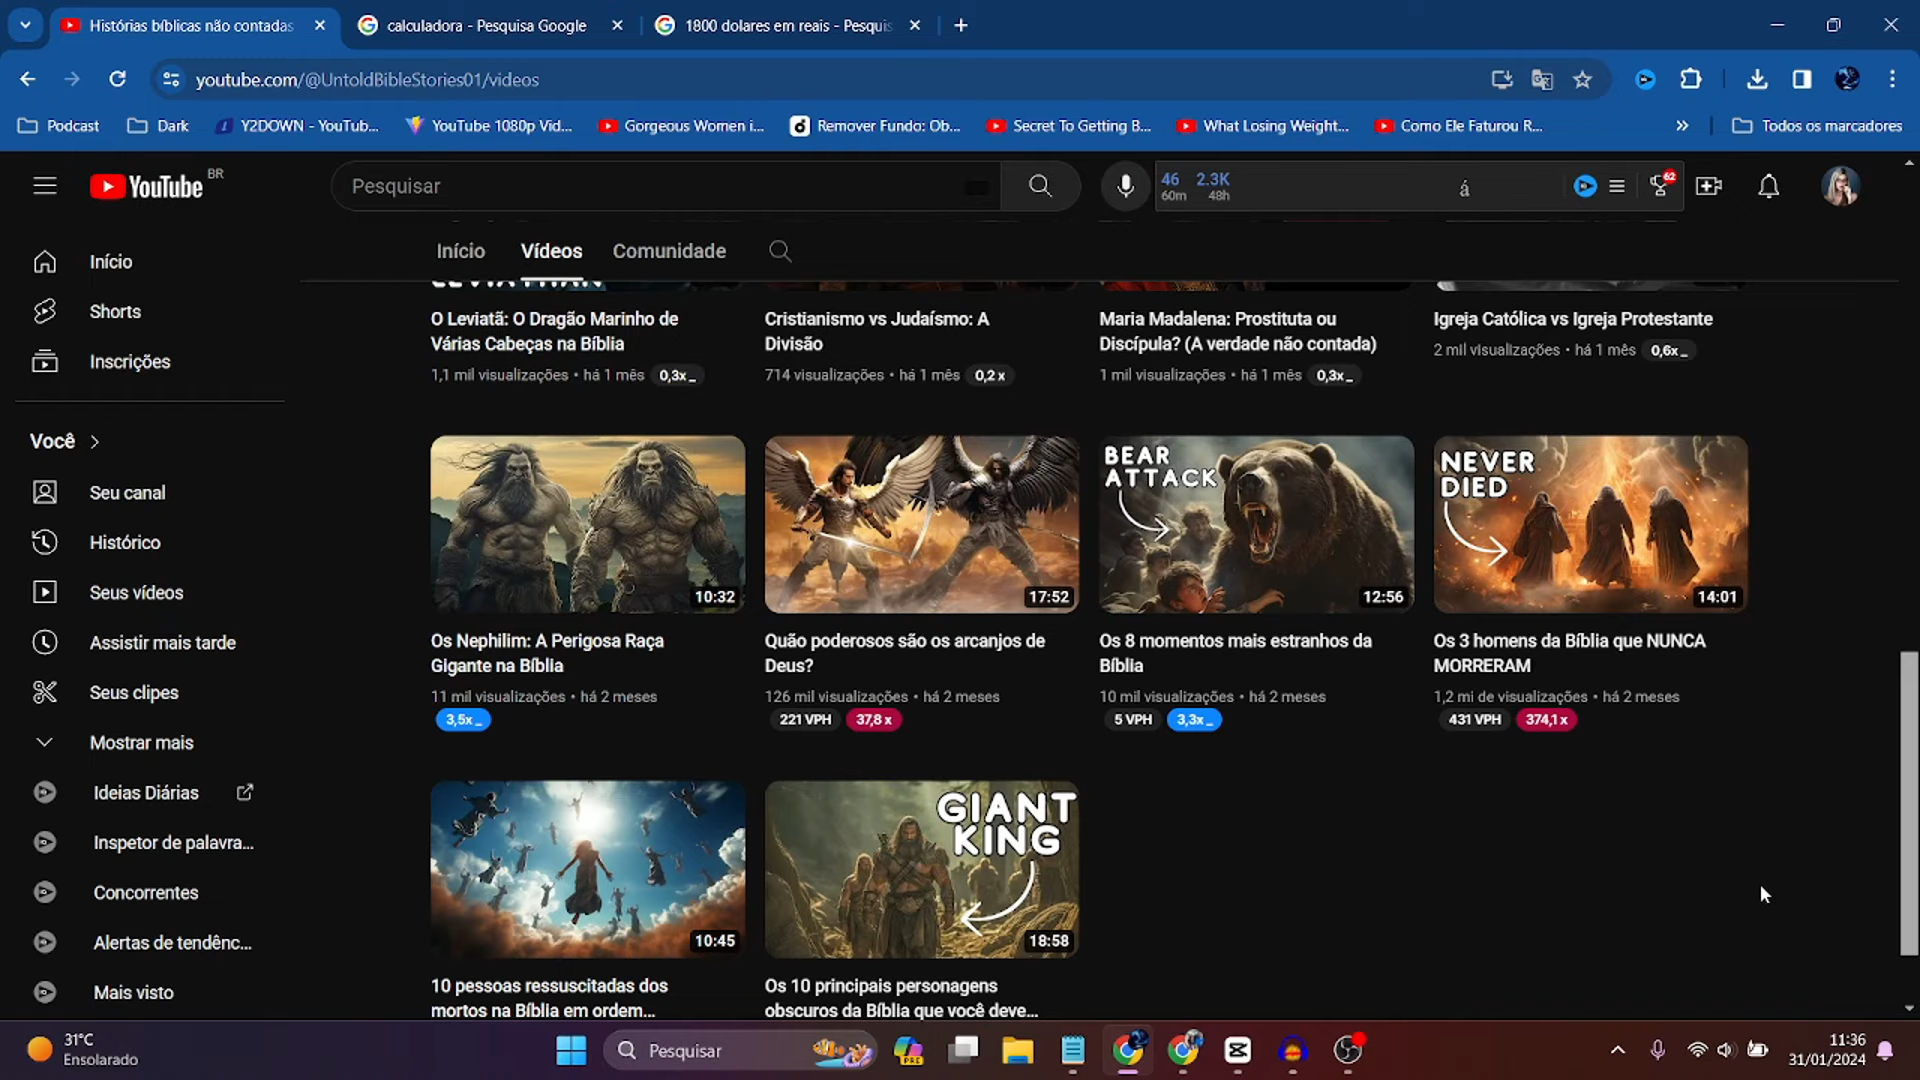 Histórias bíblicas não contadas
calculadora - Pesquisa Google
1800 dolares em reais - Pesquis
youtube.com/@UntoldBibleStories01/videos
Podcast
Dark
Y2DOWN - YouTub...
YouTube 1080p Vid...
Gorgeous Women i...
Remover Fundo: Ob...
Secret To Getting B...
What Losing Weight...
Como Ele Faturou R...
Todos os marcadores
YouTube BR
Pesquisar
46 2.3K
60m 48h
á
62
Início
Vídeos
Comunidade
Início
Shorts
Inscrições
Você
Seu canal
Histórico
Seus vídeos
Assistir mais tarde
Seus clipes
Mostrar mais
Ideias Diárias
Inspetor de palavra...
Concorrentes
Alertas de tendênc...
Mais visto
O Leviatã: O Dragão Marinho de
Várias Cabeças na Bíblia
1,1 mil visualizações • há 1 mês 0,3x_
Cristianismo vs Judaísmo: A
Divisão
714 visualizações • há 1 mês 0,2 x
Maria Madalena: Prostituta ou
Discípula? (A verdade não contada)
1 mil visualizações • há 1 mês 0,3x_
Igreja Católica vs Igreja Protestante
2 mil visualizações • há 1 mês 0,6x_
10:32
Os Nephilim: A Perigosa Raça
Gigante na Bíblia
11 mil visualizações • há 2 meses
3,5x_
17:52
Quão poderosos são os arcanjos de
Deus?
126 mil visualizações • há 2 meses
221 VPH 37,8 x
BEAR
ATTACK
12:56
Os 8 momentos mais estranhos da
Bíblia
10 mil visualizações • há 2 meses
5 VPH 3,3x_
NEVER
DIED
14:01
Os 3 homens da Bíblia que NUNCA
MORRERAM
1,2 mi de visualizações • há 2 meses
431 VPH 374,1 x
10:45
10 pessoas ressuscitadas dos
mortos na Bíblia em ordem...
GIANT
KING
18:58
Os 10 principais personagens
obscuros da Bíblia que você deve...
31°C
Ensolarado
Pesquisar
PRE
11:36
31/01/2024